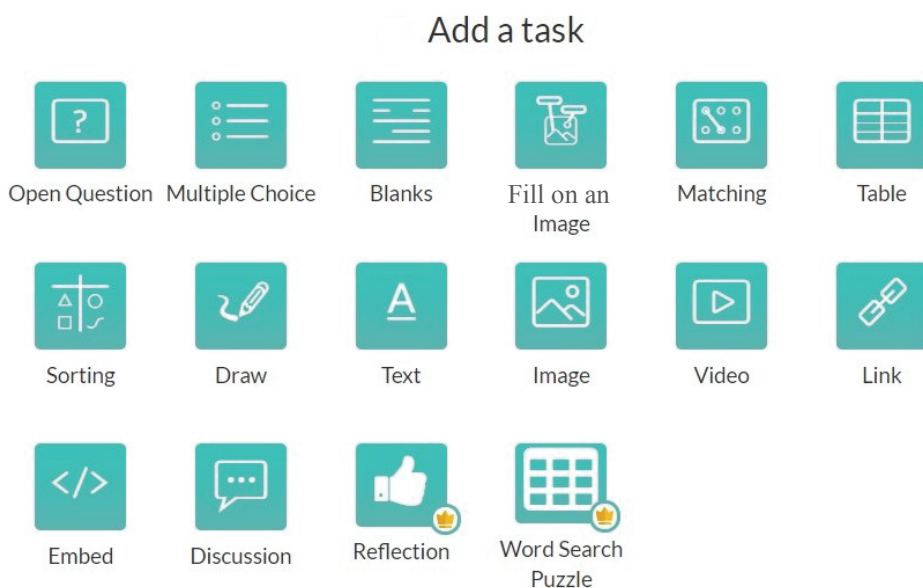 Add a task
?
Open Question
Multiple Choice
Blanks
Fill on an
Image
Matching
Table
Sorting
Draw
A
Text
Image
Video
Link
</>
Embed
Discussion
Reflection
Word Search
Puzzle